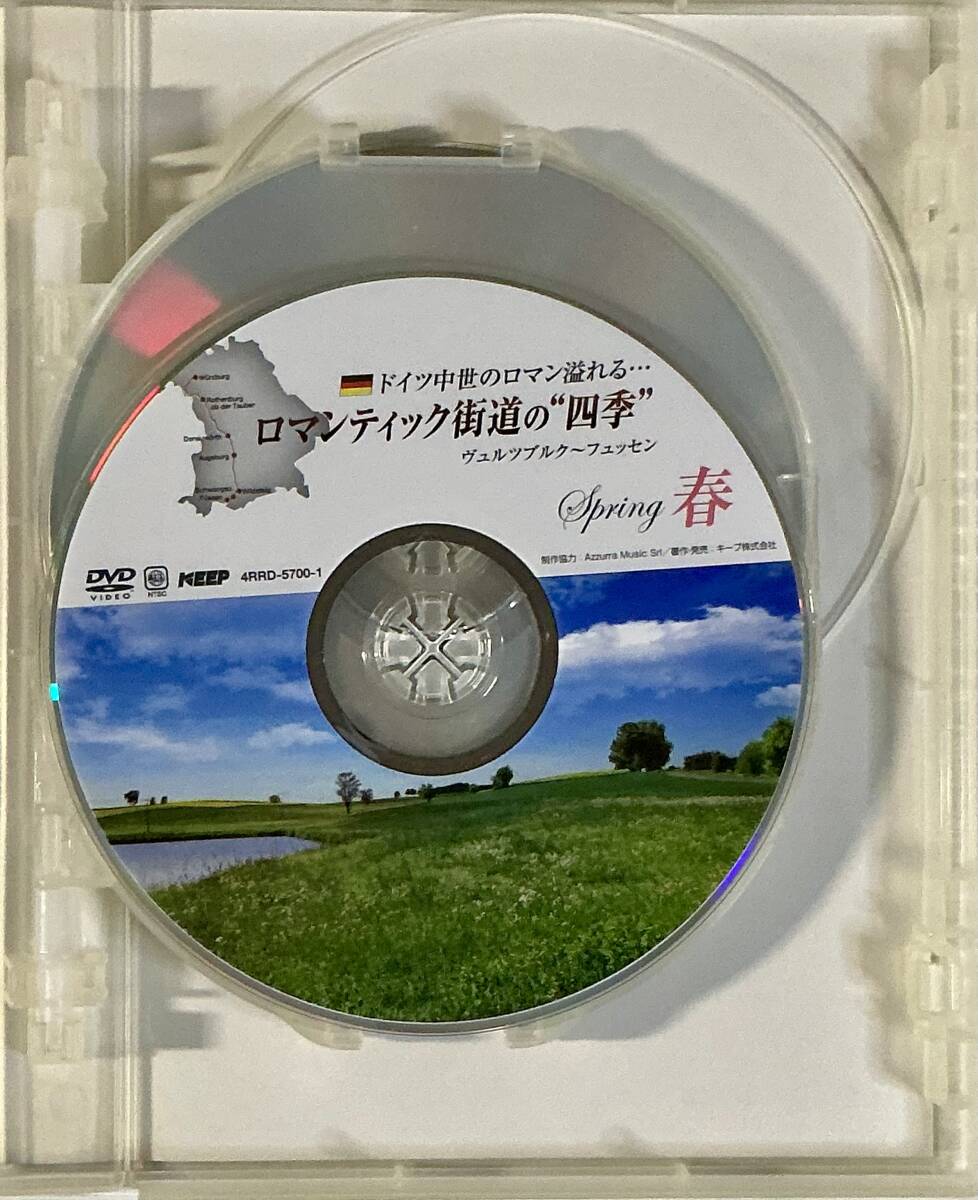 ドイツ中世のロマン溢れる…
ロマンティック街道の“四季”
ヴュルツブルク〜フュッセン
Spring 春
制作協力：Azzurra Music Srl／著作・発売：キープ株式会社
DVD VIDEO
NTSC
KEEP
4RRD-5700-1
Würzburg
Rothenburg
ob der Tauber
Augsburg